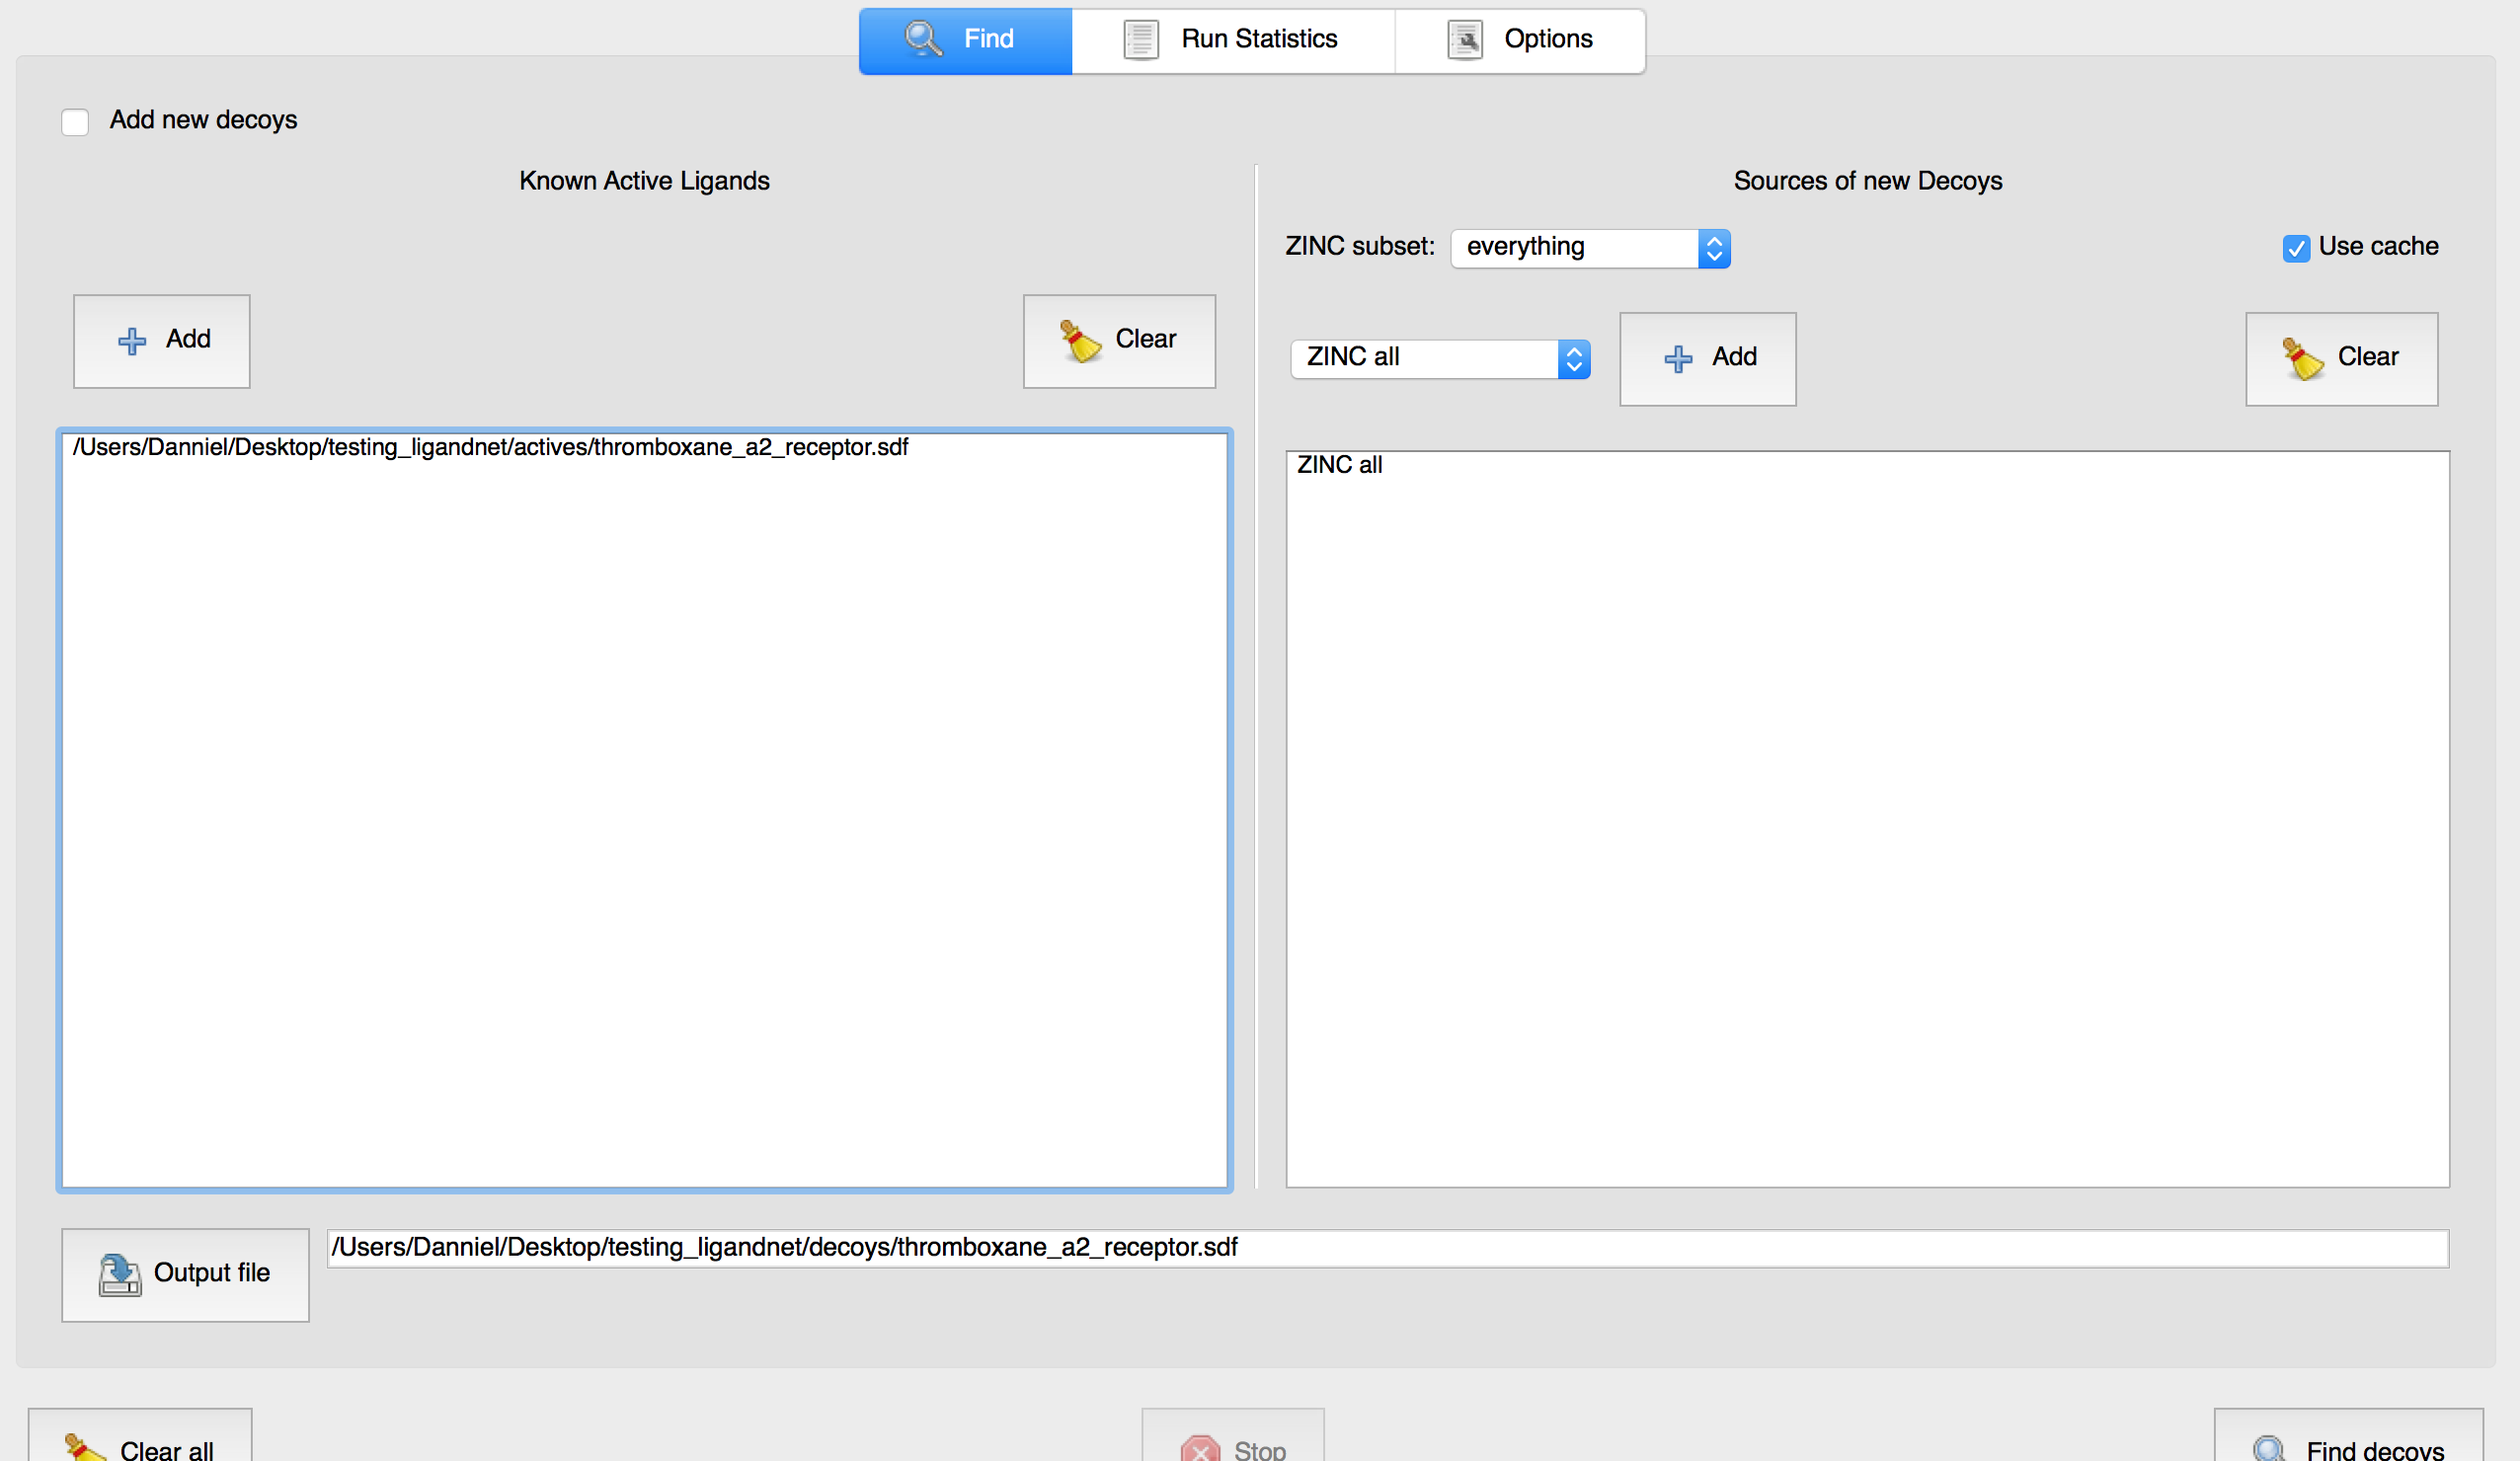 Find
Run Statistics
Options
Add new decoys
Known Active Ligands
Add
Clear
/Users/Danniel/Desktop/testing_ligandnet/actives/thromboxane_a2_receptor.sdf
Sources of new Decoys
ZINC subset:
everything
Use cache
ZINC all
Add
Clear
ZINC all
Output file
/Users/Danniel/Desktop/testing_ligandnet/decoys/thromboxane_a2_receptor.sdf
Clear all
Stop
Find decoys